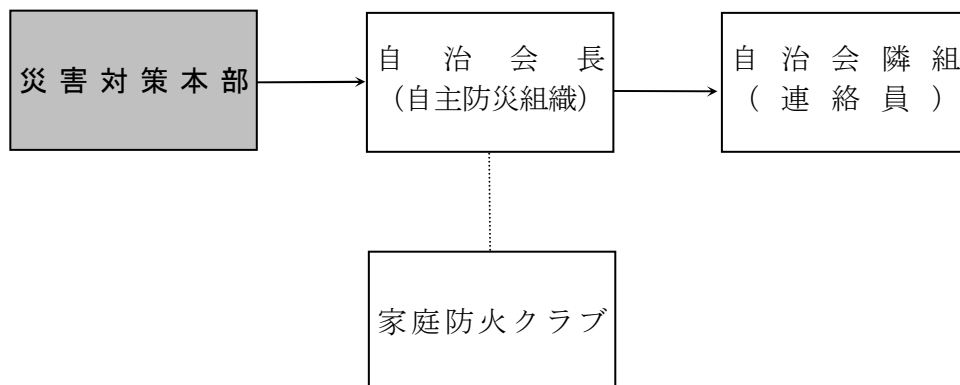 災害対策本部
自治会長
(自主防災組織)
自治会隣組
(連絡員)
家庭防火クラブ